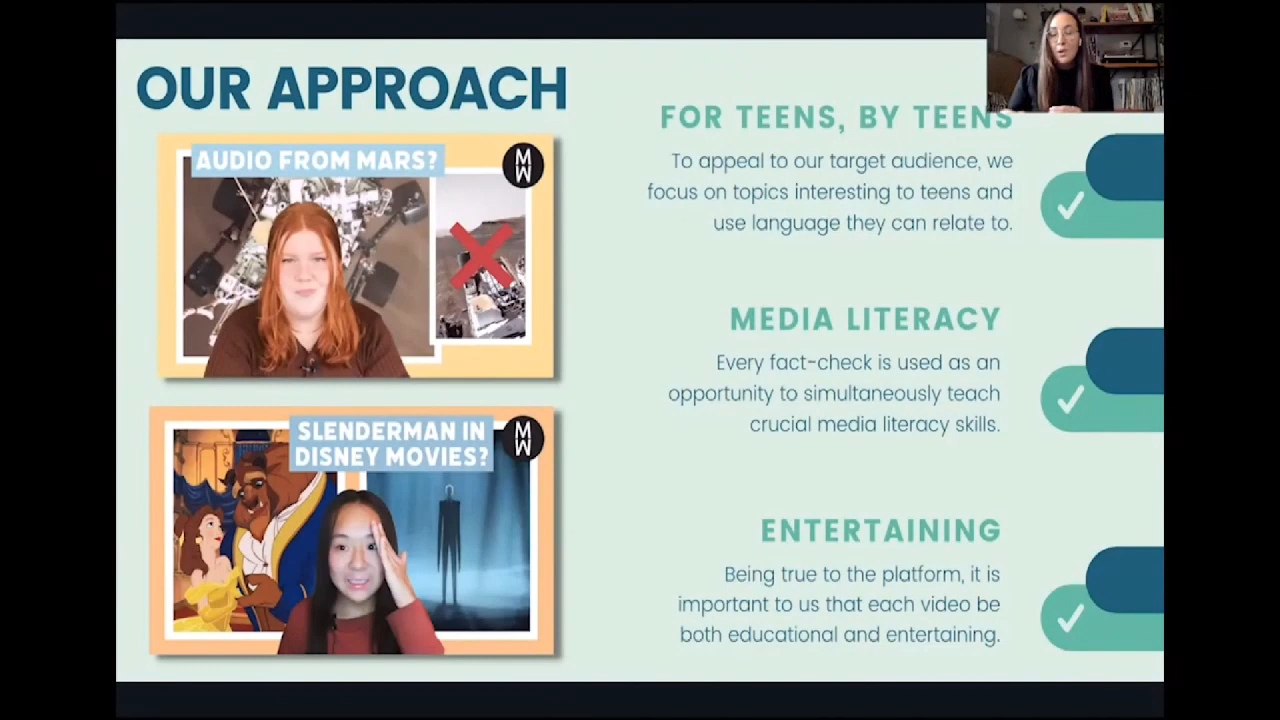 OUR APPROACH
AUDIO FROM MARS?
MW
SLENDERMAN IN
DISNEY MOVIES?
MW
FOR TEENS, BY TEENS
To appeal to our target audience, we
focus on topics interesting to teens and
use language they can relate to.
MEDIA LITERACY
Every fact-check is used as an
opportunity to simultaneously teach
crucial media literacy skills.
ENTERTAINING
Being true to the platform, it is
important to us that each video be
both educational and entertaining.